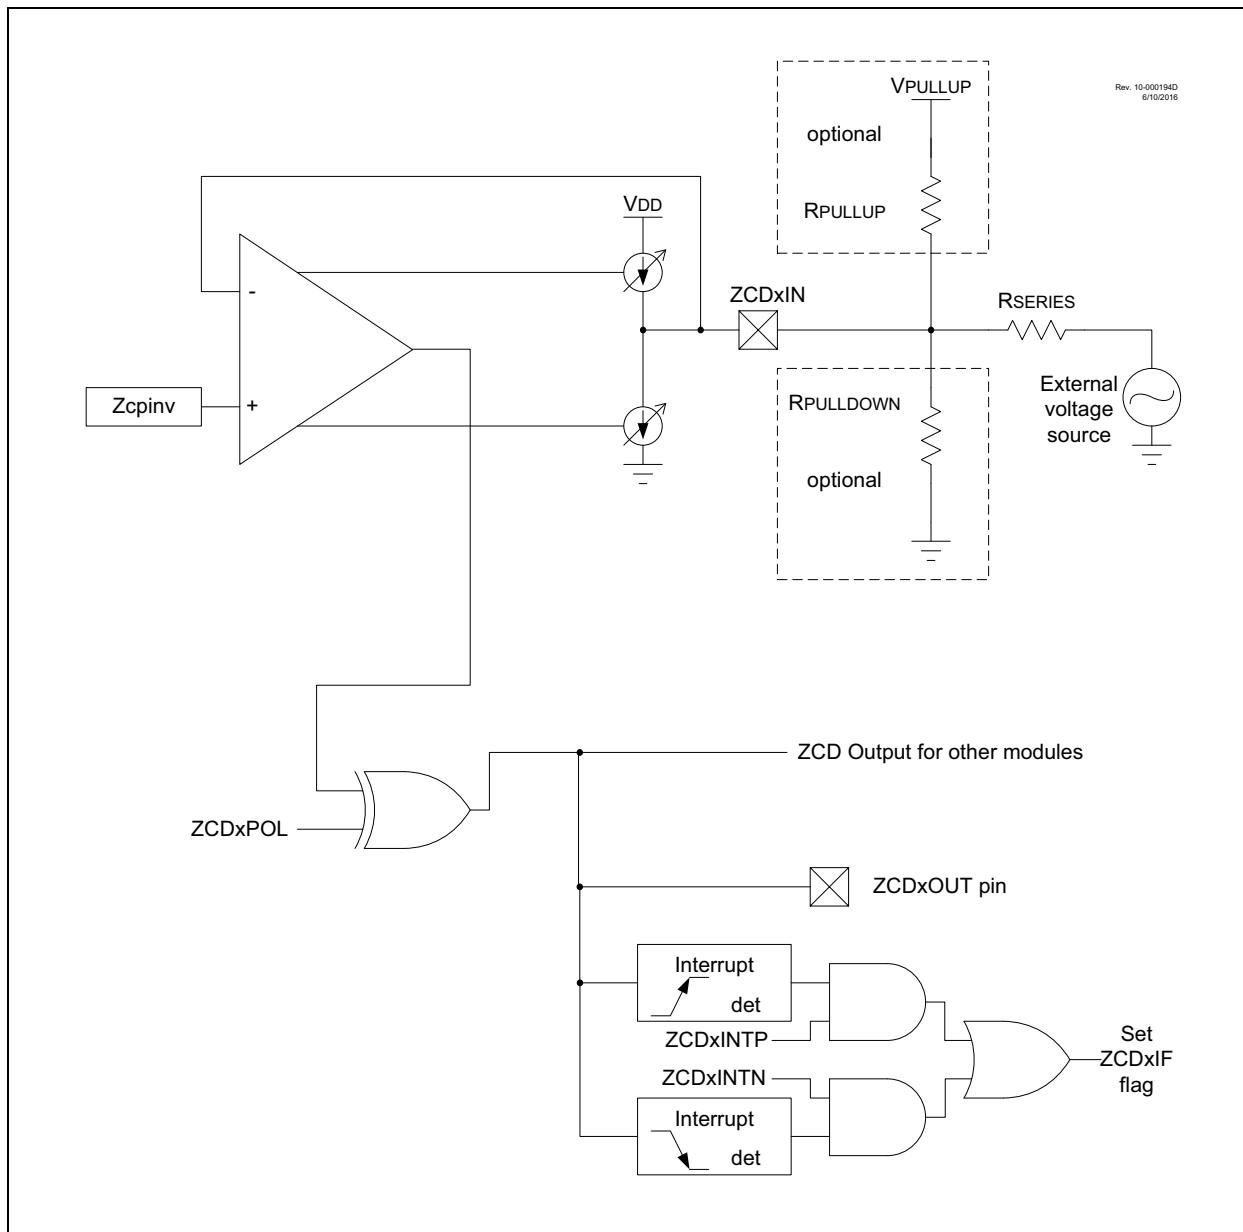 VPULLUP
Rev. 10-000194D
6/10/2016
optional
VDD
RPULLUP
ZCDxIN
RSERIES
-
Zcpinv
+
RPULLDOWN
External
voltage
source
optional
ZCD Output for other modules
ZCDxPOL
ZCDxOUT pin
Interrupt
det
ZCDxINTP
Set
ZCDxIF
flag
ZCDxINTN
Interrupt
det